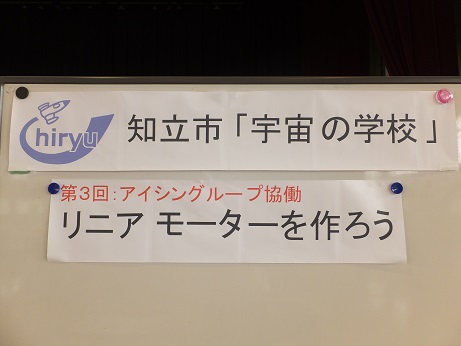 Chiryu
知立市「宇宙の学校」
第3回:アイシングループ協働
リニア モーターを作ろう